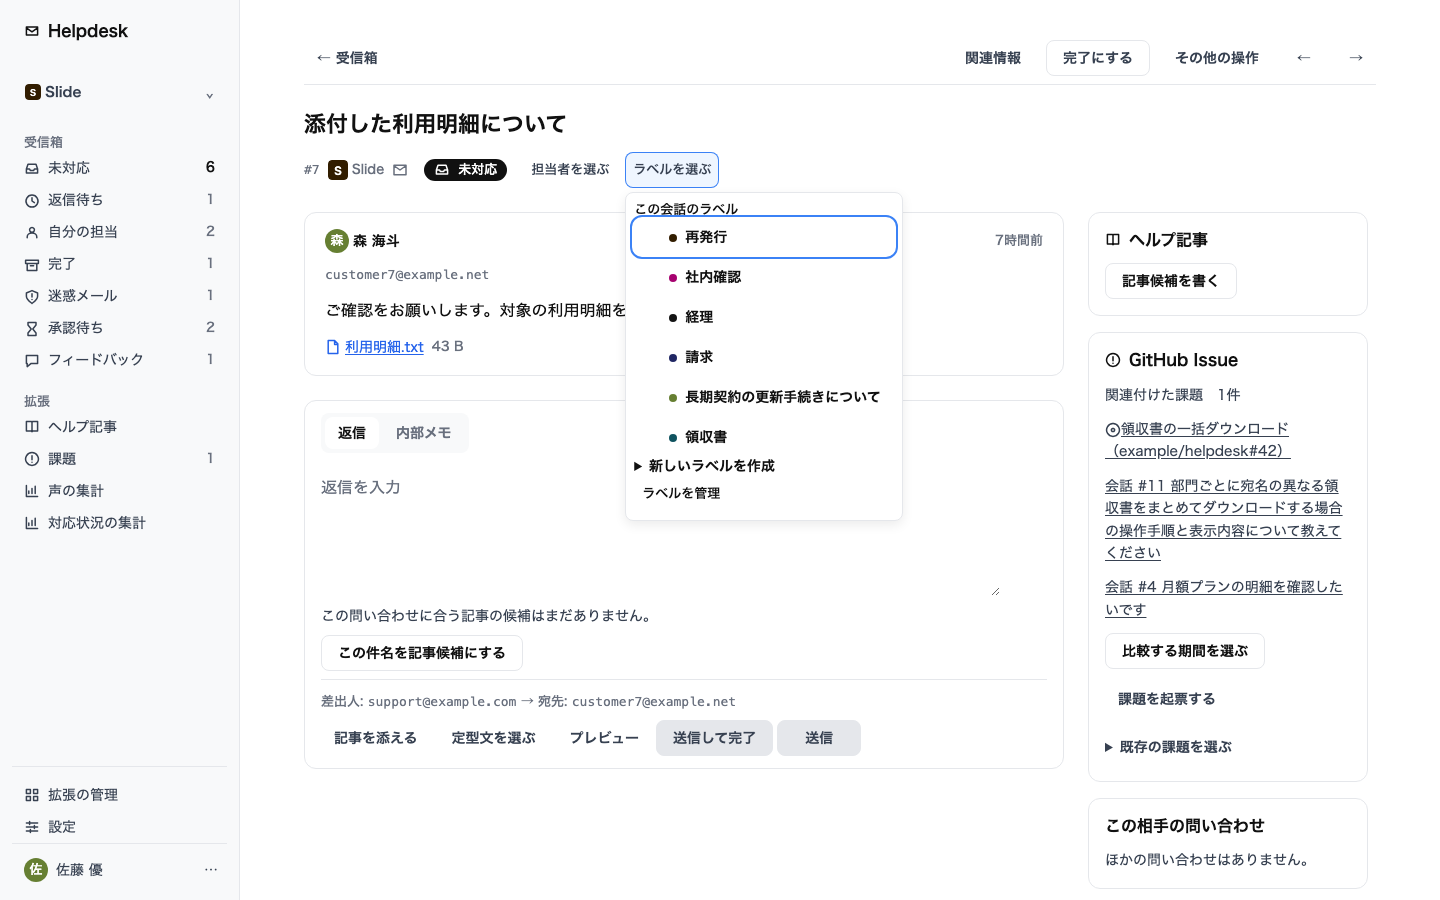 Helpdesk
S Slide
受信箱
未対応 6
返信待ち 1
自分の担当 2
完了 1
迷惑メール 1
承認待ち 2
フィードバック 1
拡張
ヘルプ記事
課題 1
声の集計
対応状況の集計
拡張の管理
設定
佐 佐藤 優 …
← 受信箱
関連情報 完了にする その他の操作 ← →
添付した利用明細について
#7 S Slide 未対応 担当者を選ぶ ラベルを選ぶ
この会話のラベル
再発行
社内確認
経理
請求
長期契約の更新手続きについて
領収書
▶ 新しいラベルを作成
ラベルを管理
森 森 海斗 7時間前
customer7@example.net
ご確認をお願いします。対象の利用明細を
利用明細.txt 43 B
返信 内部メモ
返信を入力
この問い合わせに合う記事の候補はまだありません。
この件名を記事候補にする
差出人: support@example.com → 宛先: customer7@example.net
記事を添える 定型文を選ぶ プレビュー 送信して完了 送信
ヘルプ記事
記事候補を書く
GitHub Issue
関連付けた課題 1件
領収書の一括ダウンロード
（example/helpdesk#42）
会話 #11 部門ごとに宛名の異なる領
収書をまとめてダウンロードする場合
の操作手順と表示内容について教えて
ください
会話 #4 月額プランの明細を確認した
いです
比較する期間を選ぶ
課題を起票する
▶ 既存の課題を選ぶ
この相手の問い合わせ
ほかの問い合わせはありません。